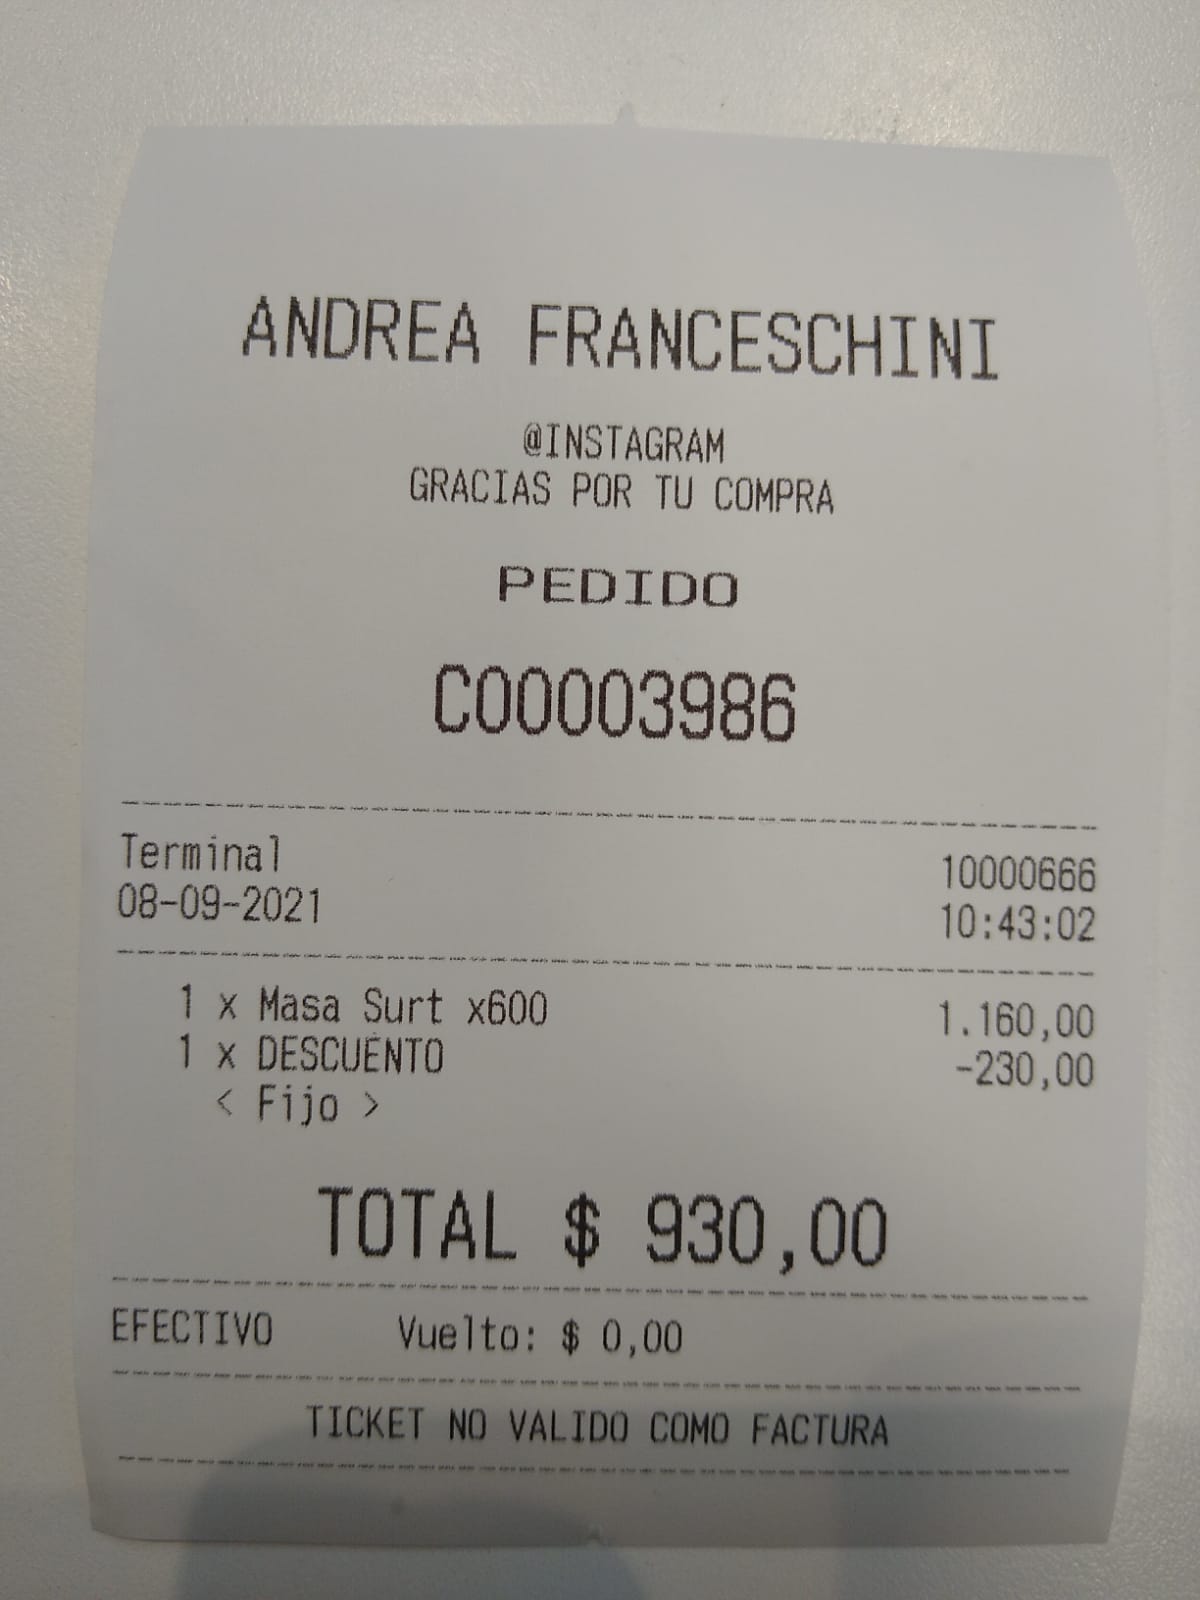 ANDREA FRANCESCHINI
@INSTAGRAM
GRACIAS POR TU COMPRA
PEDIDO
C00003986
Terminal 10000666
08-09-2021 10:43:02
1 x Masa Surt x600 1.160,00
1 x DESCUENTO -230,00
< Fijo >
TOTAL $ 930,00
EFECTIVO Vuelto: $ 0,00
TICKET NO VALIDO COMO FACTURA